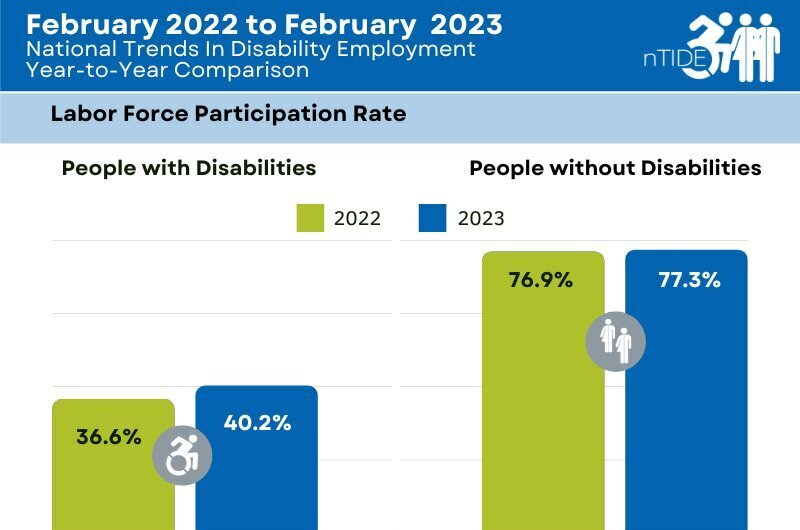 February 2022 to February 2023
National Trends In Disability Employment
Year-to-Year Comparison
nTIDE
Labor Force Participation Rate
People with Disabilities
People without Disabilities
2022
2023
36.6%
40.2%
76.9%
77.3%